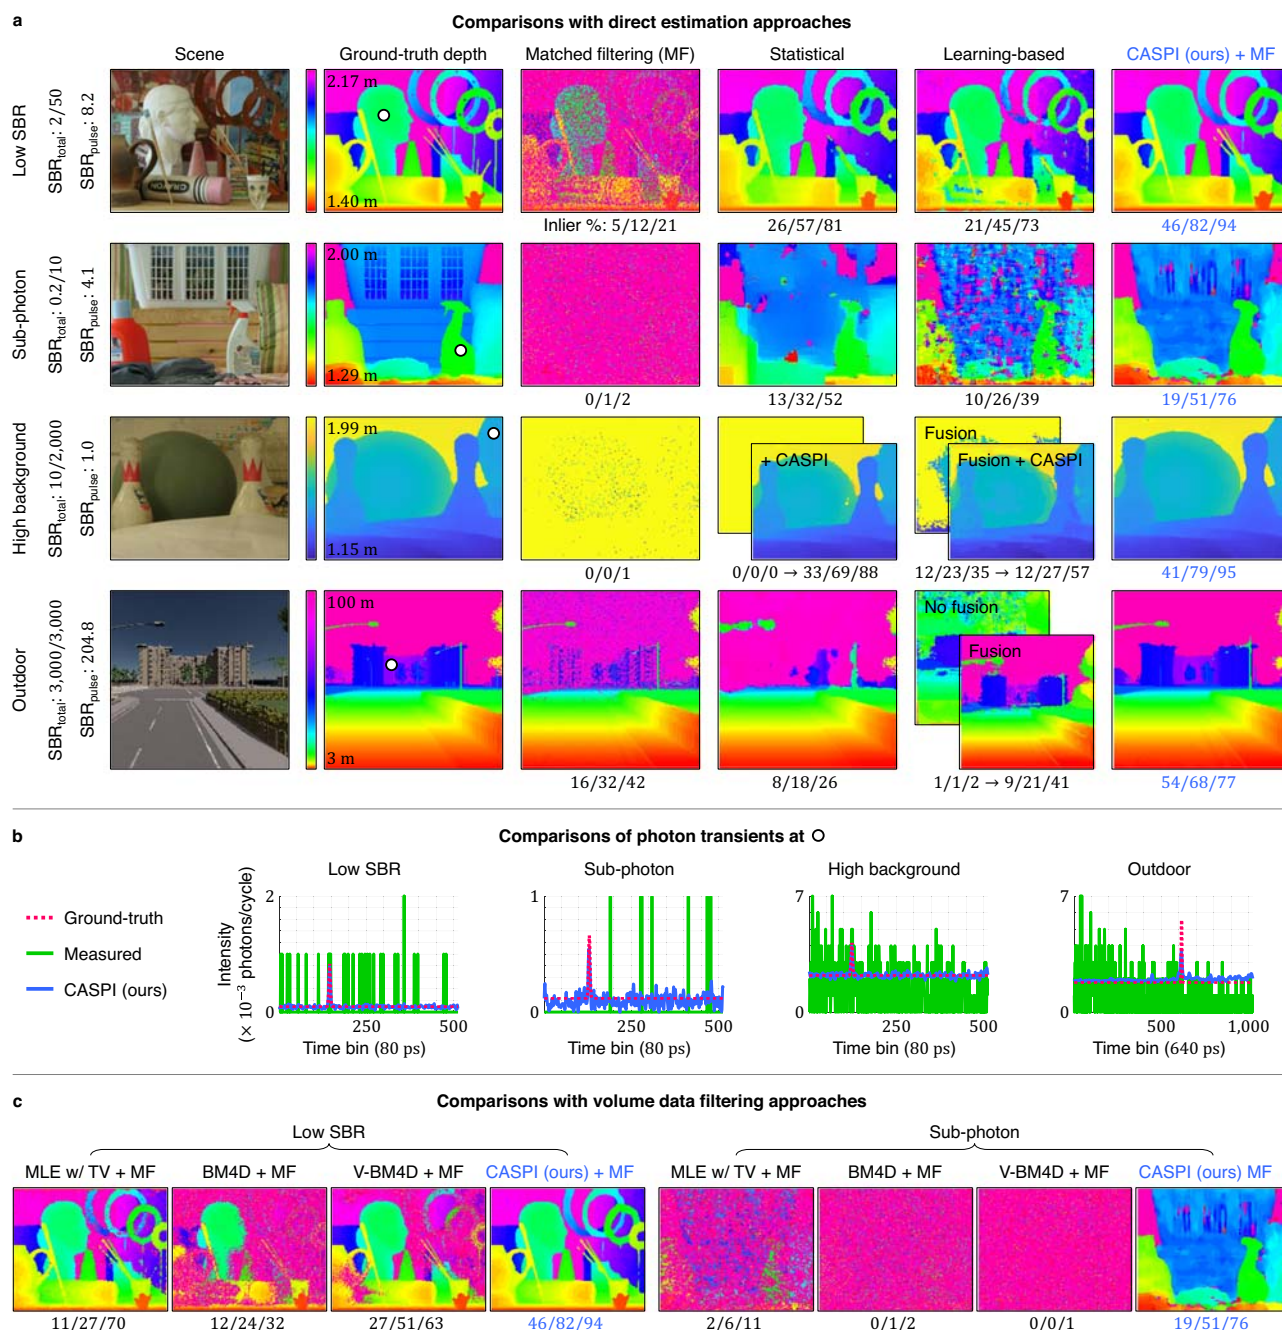 a
Comparisons with direct estimation approaches
Scene
Ground-truth depth
Matched filtering (MF)
Statistical
Learning-based
CASPI (ours) + MF
Low SBR
SBRtotal: 2/50
SBRpulse: 8.2
2.17 m
1.40 m
CRAYON
Inlier %: 5/12/21
26/57/81
21/45/73
46/82/94
Sub-photon
SBRtotal: 0.2/10
SBRpulse: 4.1
2.00 m
1.29 m
0/1/2
13/32/52
10/26/39
19/51/76
High background
SBRtotal: 10/2,000
SBRpulse: 1.0
1.99 m
1.15 m
+ CASPI
Fusion
Fusion + CASPI
0/0/1
0/0/0 → 33/69/88
12/23/35 → 12/27/57
41/79/95
Outdoor
SBRtotal: 3,000/3,000
SBRpulse: 204.8
100 m
3 m
No fusion
Fusion
16/32/42
8/18/26
1/1/2 → 9/21/41
54/68/77
b
Comparisons of photon transients at
Ground-truth
Measured
CASPI (ours)
Intensity
(× 10⁻³ photons/cycle)
Low SBR
2
0
250
500
Time bin (80 ps)
Sub-photon
1
0
250
500
Time bin (80 ps)
High background
7
0
250
500
Time bin (80 ps)
Outdoor
7
0
500
1,000
Time bin (640 ps)
c
Comparisons with volume data filtering approaches
Low SBR
Sub-photon
MLE w/ TV + MF
BM4D + MF
V-BM4D + MF
CASPI (ours) + MF
MLE w/ TV + MF
BM4D + MF
V-BM4D + MF
CASPI (ours) MF
11/27/70
12/24/32
27/51/63
46/82/94
2/6/11
0/1/2
0/0/1
19/51/76